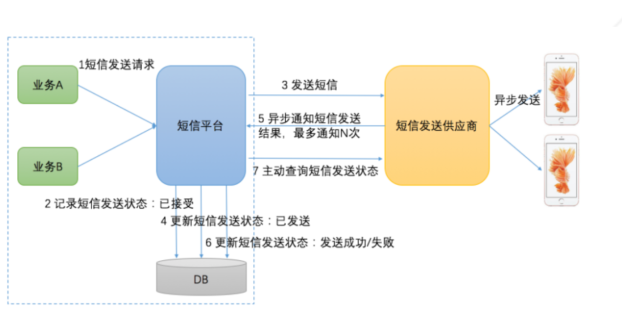 1短信发送请求
业务A
业务B
短信平台
3 发送短信
5 异步通知短信发送
结果，最多通知N次
7 主动查询短信发送状态
短信发送供应商
异步发送
2 记录短信发送状态：已接受
4 更新短信发送状态：已发送
6 更新短信发送状态：发送成功/失败
DB